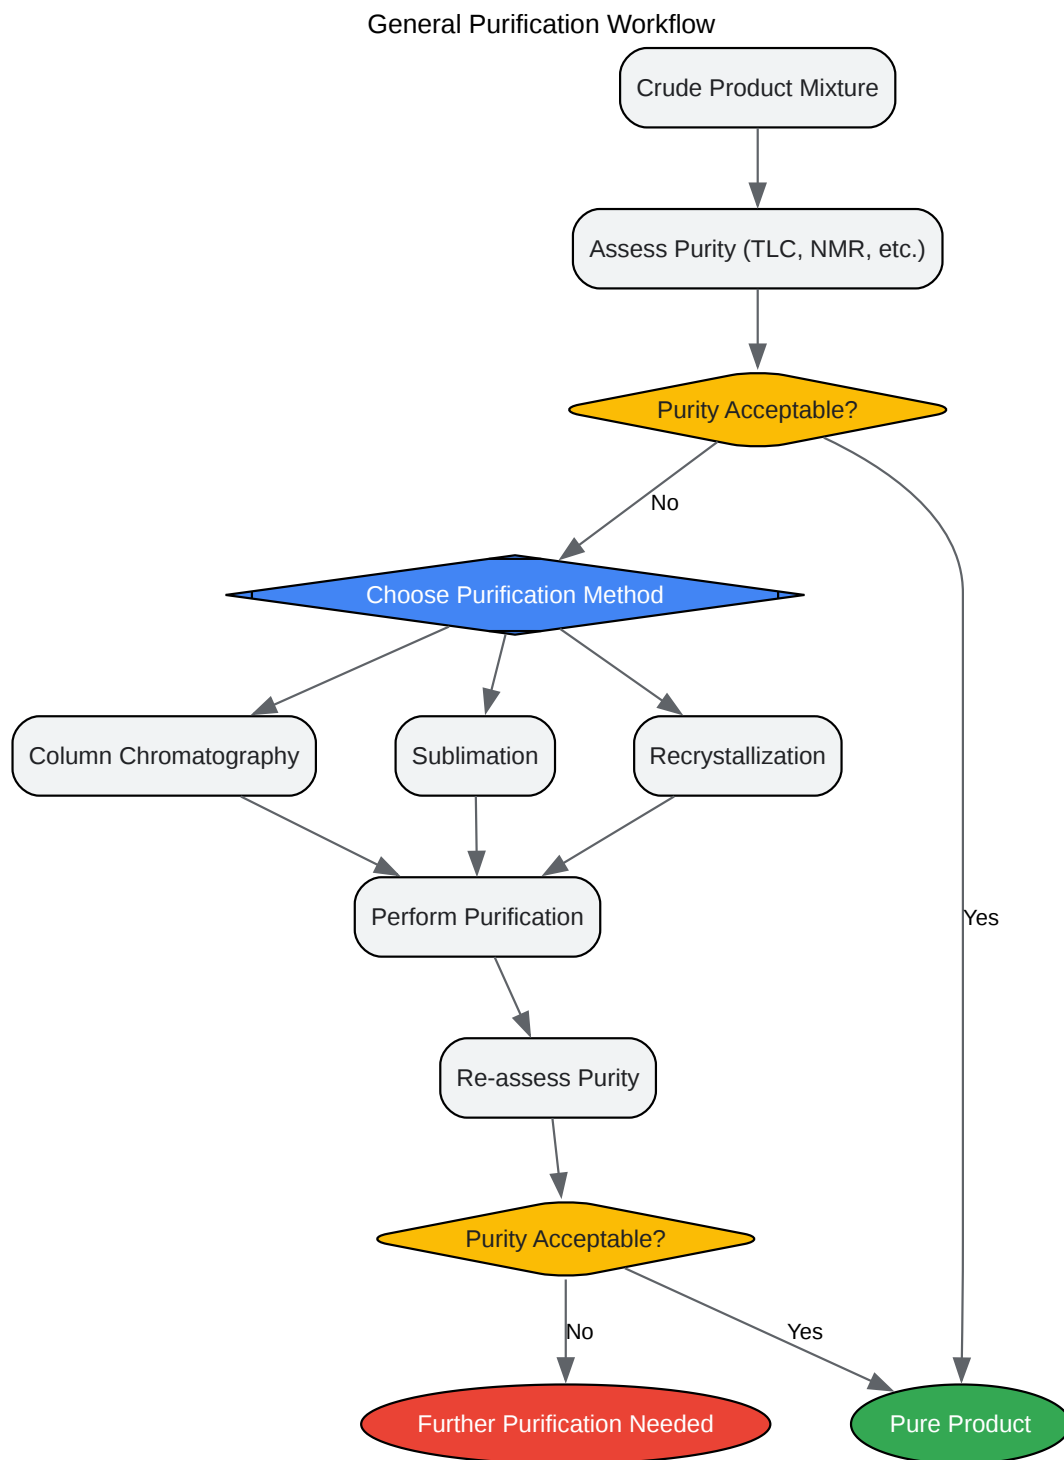 General Purification Workflow
Crude Product Mixture
Assess Purity (TLC, NMR, etc.)
Purity Acceptable?
No
Choose Purification Method
Column Chromatography
Sublimation
Recrystallization
Perform Purification
Yes
Re-assess Purity
Purity Acceptable?
No
Yes
Further Purification Needed
Pure Product